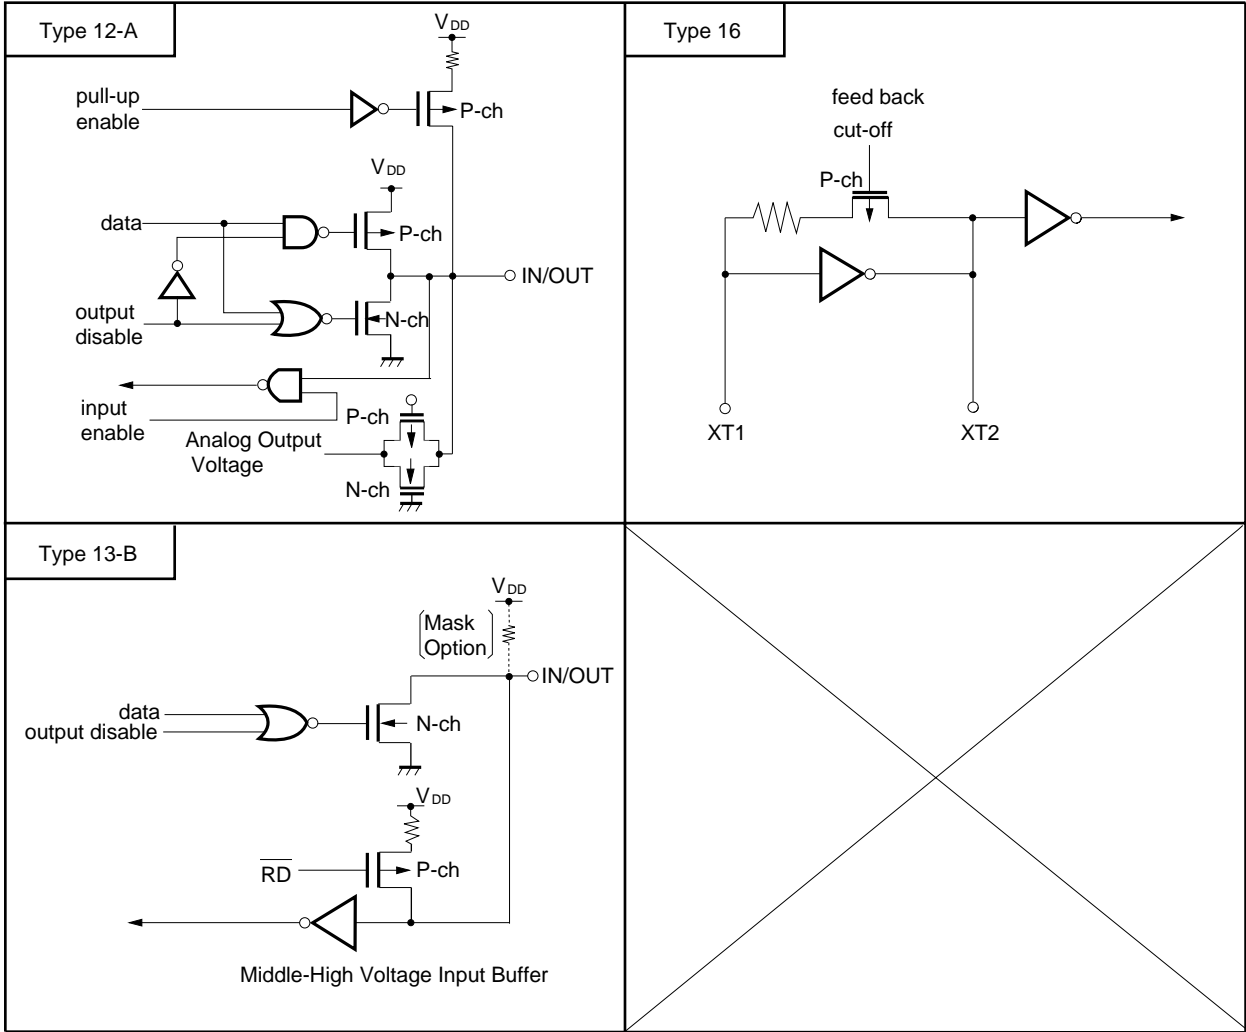 Type 12-A
VDD
pull-up
enable
P-ch
VDD
data
P-ch
IN/OUT
output
disable
N-ch
input
enable
P-ch
Analog Output
Voltage
N-ch
Type 16
feed back
cut-off
P-ch
XT1
XT2
Type 13-B
VDD
Mask
Option
IN/OUT
data
output disable
N-ch
VDD
RD
P-ch
Middle-High Voltage Input Buffer